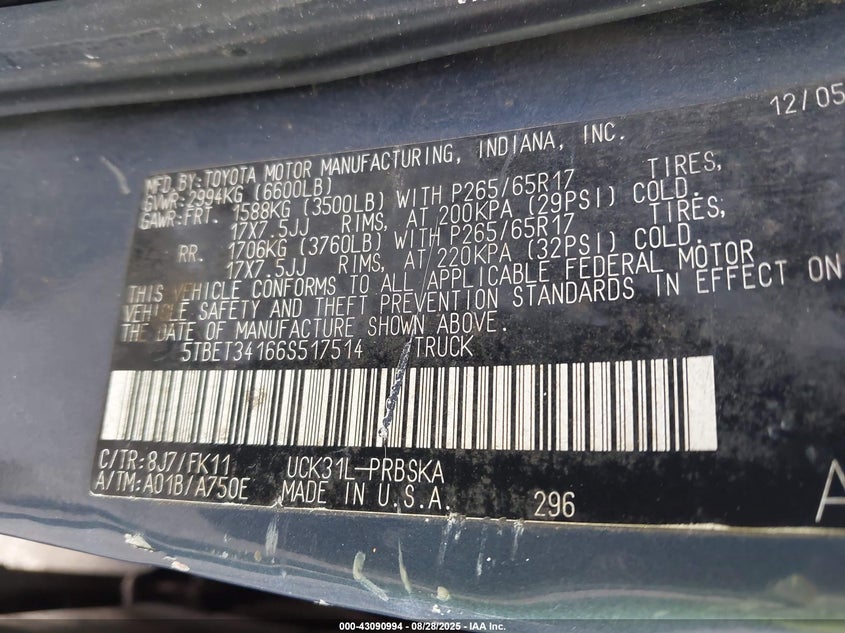 12/05
MFD.BY:TOYOTA MOTOR MANUFACTURING, INDIANA, INC.
GVWR:2994KG (6600LB)
GAWR:FRT. 1588KG (3500LB) WITH P265/65R17 TIRES,
17X7.5JJ RIMS, AT 200KPA (29PSI) COLD.
RR. 1706KG (3760LB) WITH P265/65R17 TIRES,
17X7.5JJ RIMS, AT 220KPA (32PSI) COLD.
THIS VEHICLE CONFORMS TO ALL APPLICABLE FEDERAL MOTOR
VEHICLE SAFETY AND THEFT PREVENTION STANDARDS IN EFFECT ON
THE DATE OF MANUFACTURE SHOWN ABOVE.
5TBET34166S517514 TRUCK
C/TR:8J7/FK11 UCK31L-PRBSKA
A/TM:A01B/A750E MADE IN U.S.A. 296
A
000-43090994 - 08/28/2025 - IAA Inc.